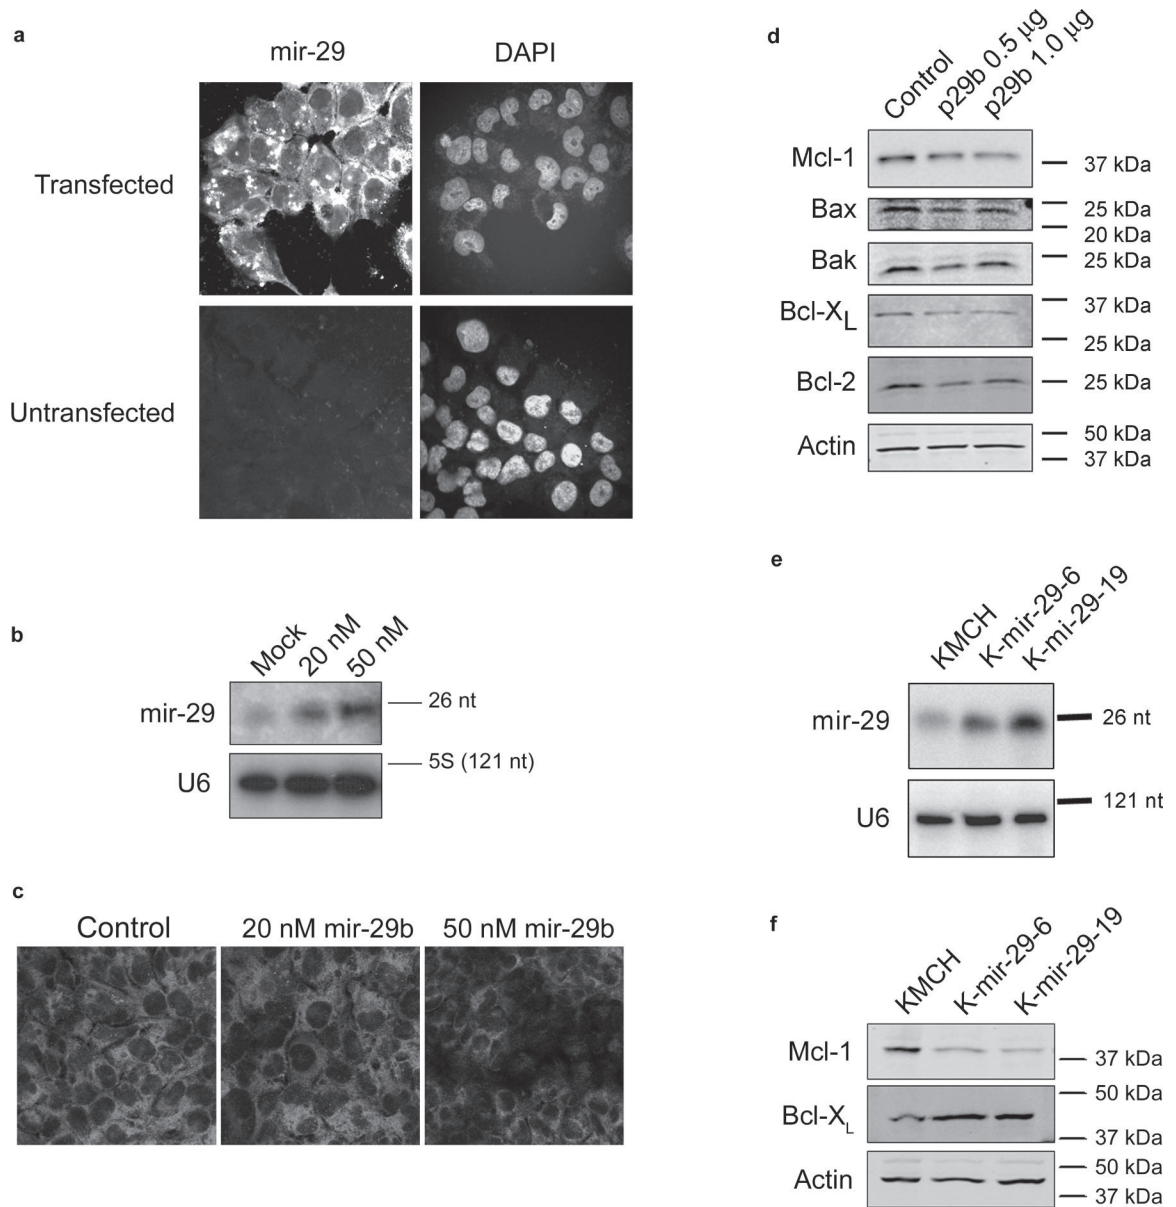 a
mir-29 DAPI
Transfected
Untransfected
b
Mock 20 nM 50 nM
mir-29 26 nt
5S (121 nt)
U6
c
Control 20 nM mir-29b 50 nM mir-29b
d
Control p29b 0.5 µg p29b 1.0 µg
Mcl-1 37 kDa
Bax 25 kDa
20 kDa
Bak 25 kDa
Bcl-XL 37 kDa
25 kDa
Bcl-2 25 kDa
Actin 50 kDa
37 kDa
e
KMCH K-mir-29-6 K-mi-29-19
mir-29 26 nt
121 nt
U6
f
KMCH K-mir-29-6 K-mir-29-19
Mcl-1 37 kDa
50 kDa
Bcl-XL
37 kDa
50 kDa
Actin
37 kDa